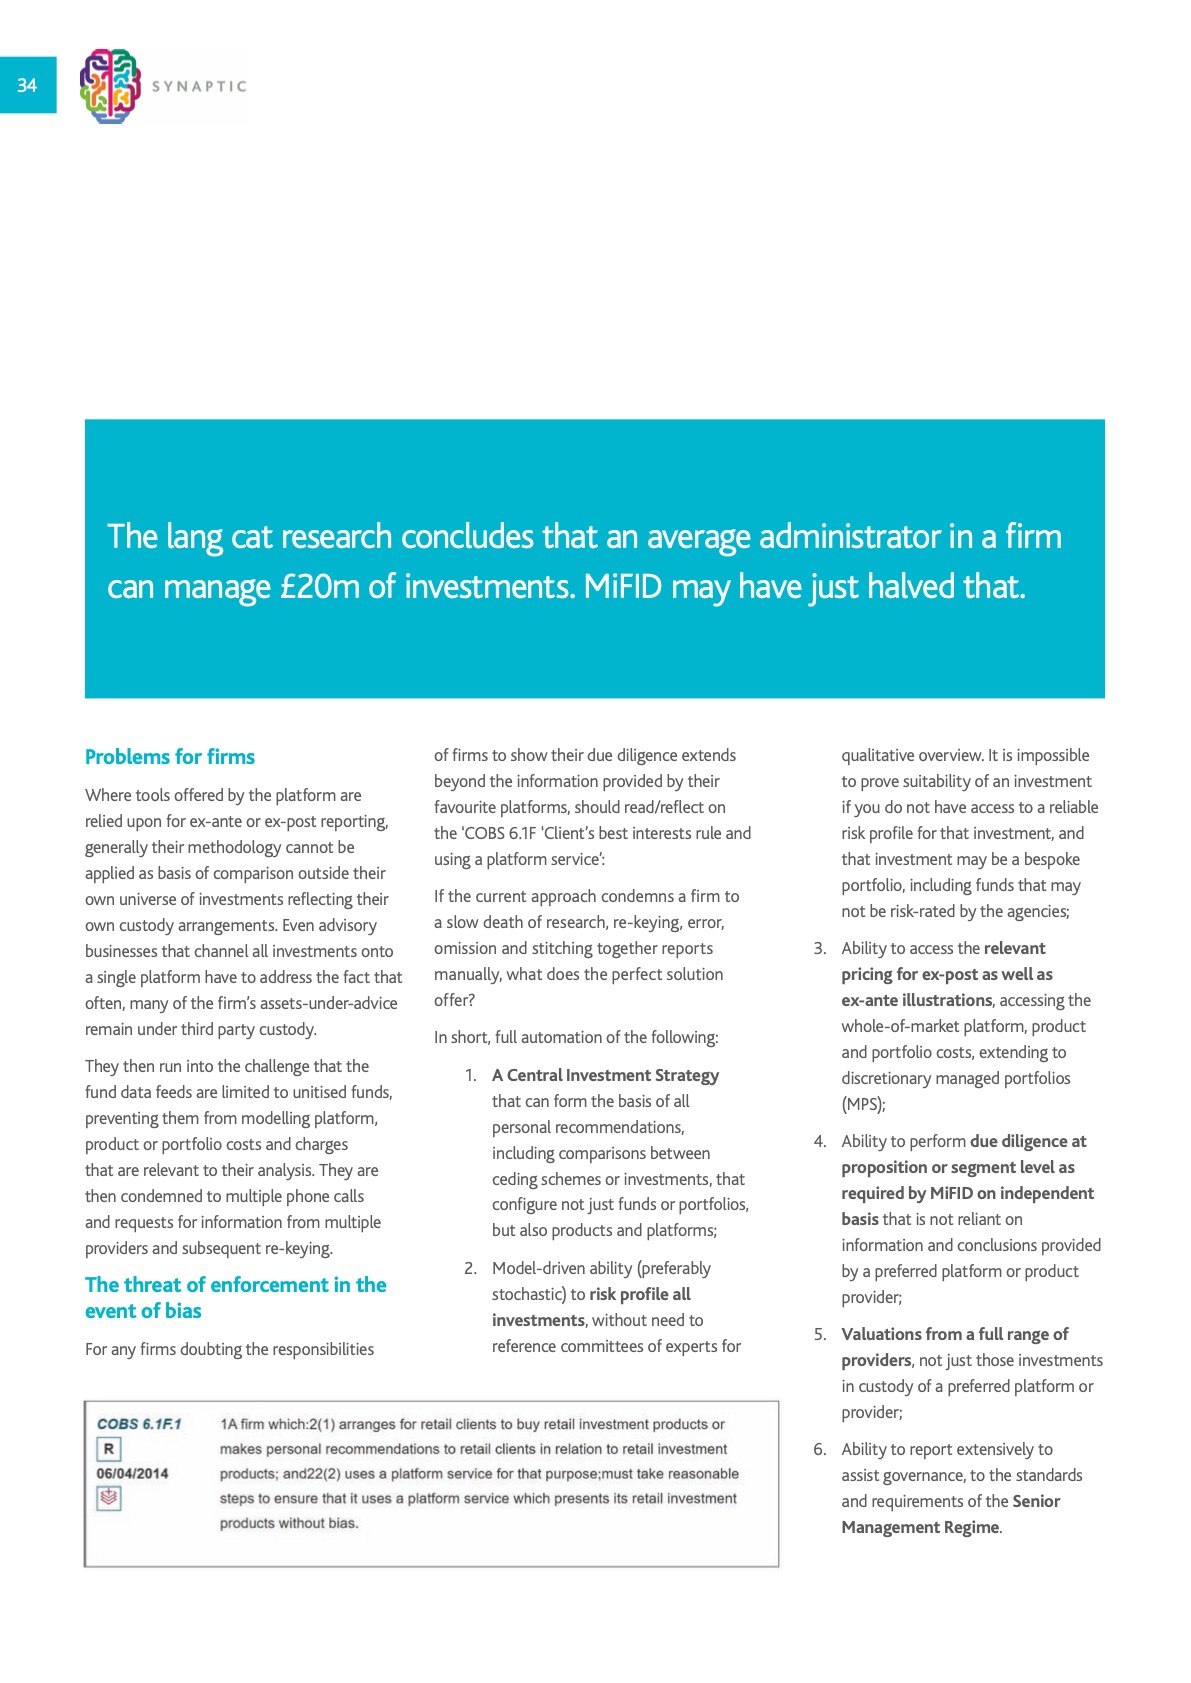 34
SYNAPTIC
The lang cat research concludes that an average administrator in a firm
can manage £20m of investments. MiFID may have just halved that.
Problems for firms
Where tools offered by the platform are
relied upon for ex-ante or ex-post reporting,
generally their methodology cannot be
applied as basis of comparison outside their
own universe of investments reflecting their
own custody arrangements. Even advisory
businesses that channel all investments onto
a single platform have to address the fact that
often, many of the firm's assets-under-advice
remain under third party custody.
They then run into the challenge that the
fund data feeds are limited to unitised funds,
preventing them from modelling platform,
product or portfolio costs and charges
that are relevant to their analysis. They are
then condemned to multiple phone calls
and requests for information from multiple
providers and subsequent re-keying.
The threat of enforcement in the
event of bias
For any firms doubting the responsibilities
of firms to show their due diligence extends
beyond the information provided by their
favourite platforms, should read/reflect on
the ‘COBS 6.1F ‘Client’s best interests rule and
using a platform service’:
If the current approach condemns a firm to
a slow death of research, re-keying, error,
omission and stitching together reports
manually, what does the perfect solution
offer?
In short, full automation of the following:
1. A Central Investment Strategy
that can form the basis of all
personal recommendations,
including comparisons between
ceding schemes or investments, that
configure not just funds or portfolios,
but also products and platforms;
2. Model-driven ability (preferably
stochastic) to risk profile all
investments, without need to
reference committees of experts for
qualitative overview. It is impossible
to prove suitability of an investment
if you do not have access to a reliable
risk profile for that investment, and
that investment may be a bespoke
portfolio, including funds that may
not be risk-rated by the agencies;
3. Ability to access the relevant
pricing for ex-post as well as
ex-ante illustrations, accessing the
whole-of-market platform, product
and portfolio costs, extending to
discretionary managed portfolios
(MPS);
4. Ability to perform due diligence at
proposition or segment level as
required by MiFID on independent
basis that is not reliant on
information and conclusions provided
by a preferred platform or product
provider;
5. Valuations from a full range of
providers, not just those investments
in custody of a preferred platform or
provider;
6. Ability to report extensively to
assist governance, to the standards
and requirements of the Senior
Management Regime.
COBS 6.1F.1
R
06/04/2014
1A firm which:2(1) arranges for retail clients to buy retail investment products or
makes personal recommendations to retail clients in relation to retail investment
products; and22(2) uses a platform service for that purpose;must take reasonable
steps to ensure that it uses a platform service which presents its retail investment
products without bias.